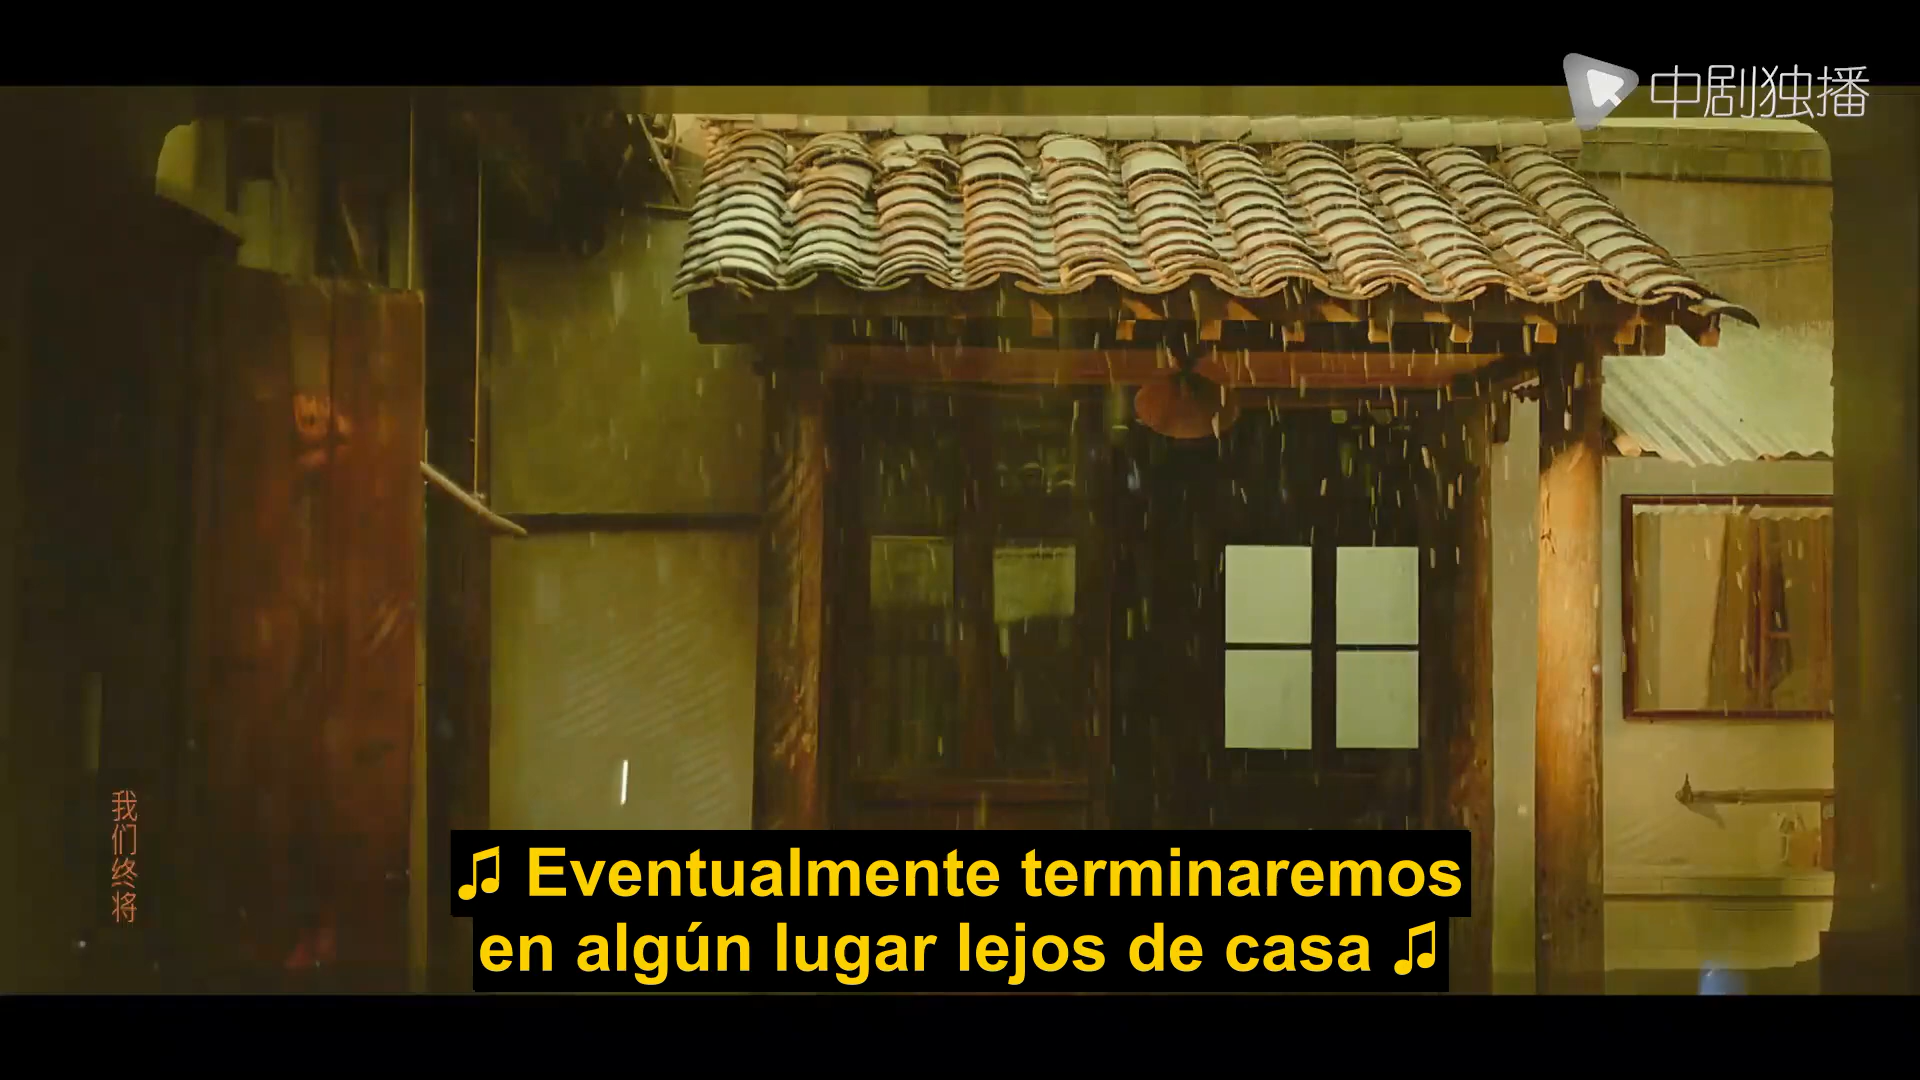 中剧独播
我们终将
♫ Eventualmente terminaremos
en algún lugar lejos de casa ♫